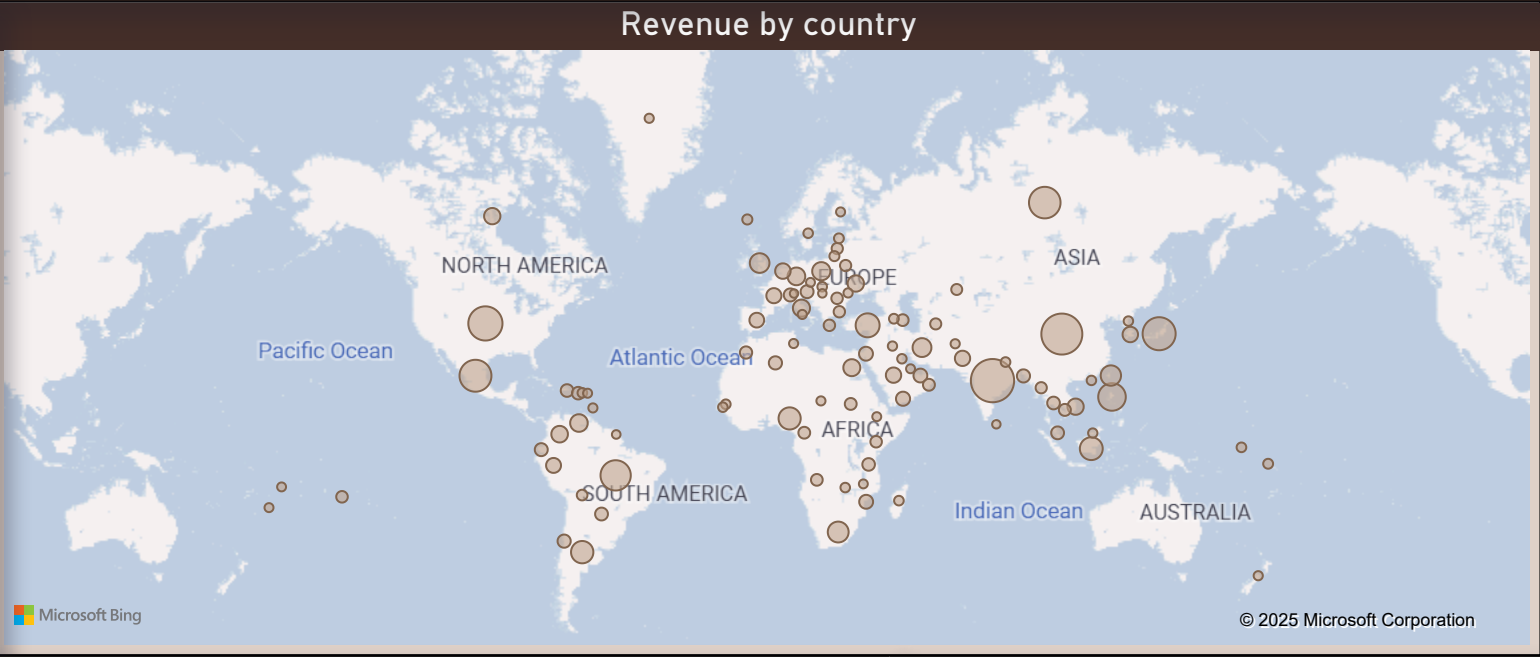 Revenue by country
NORTH AMERICA
EUROPE
ASIA
Pacific Ocean
Atlantic Ocean
AFRICA
SOUTH AMERICA
Indian Ocean
AUSTRALIA
Microsoft Bing
© 2025 Microsoft Corporation